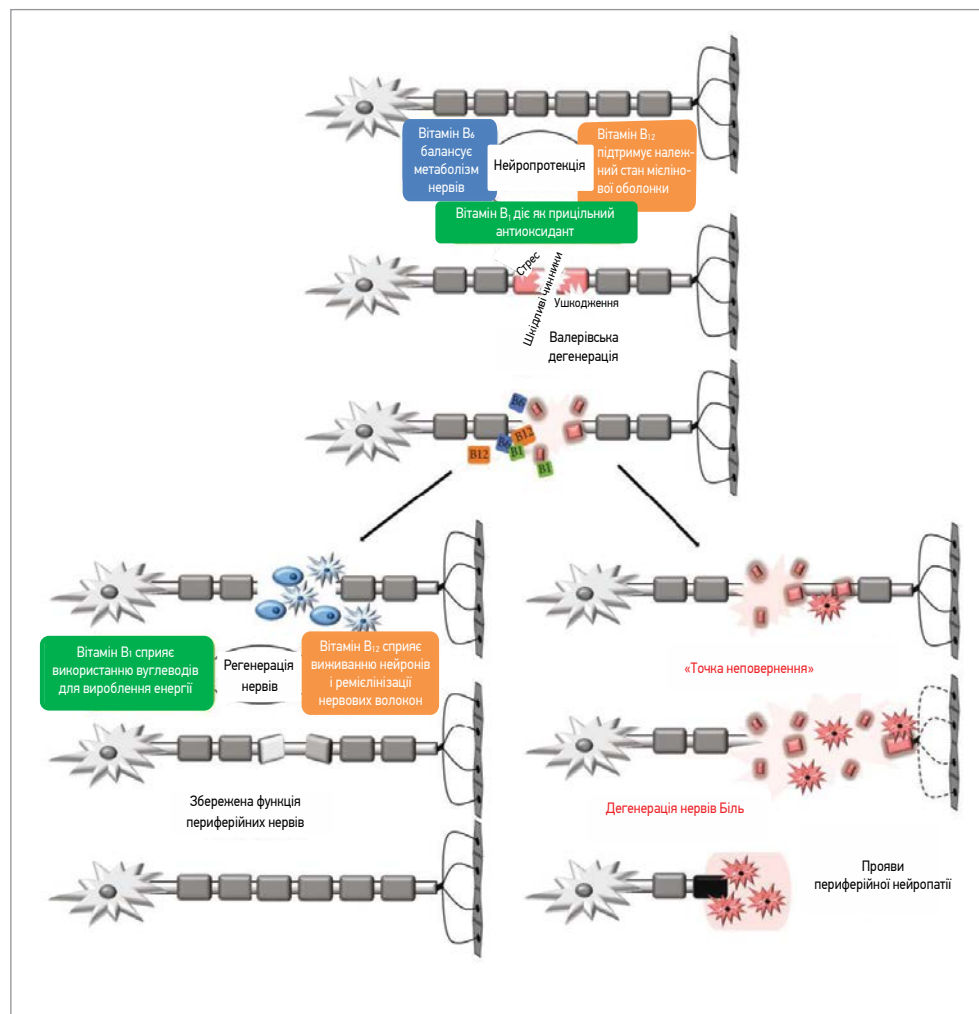 Вітамін B₆
балансує
метаболізм
нервів
Нейропротекція
Вітамін B₁₂
підтримує належ-
ний стан мієліно-
вої оболонки
Вітамін B₁ діє як прицільний
антиоксидант
Стрес
Шкідливі чинники
Ушкодження
Валерівська
дегенерація
B6
B12
B6
B12
B1
B1
Вітамін B₁ сприяє
використанню вуглеводів
для вироблення енергії
Регенерація
нервів
Вітамін B₁₂ сприяє
виживанню нейронів
і ремієлінізації
нервових волокон
«Точка неповернення»
Збережена функція
периферійних нервів
Дегенерація нервів Біль
Прояви
периферійної нейропатії